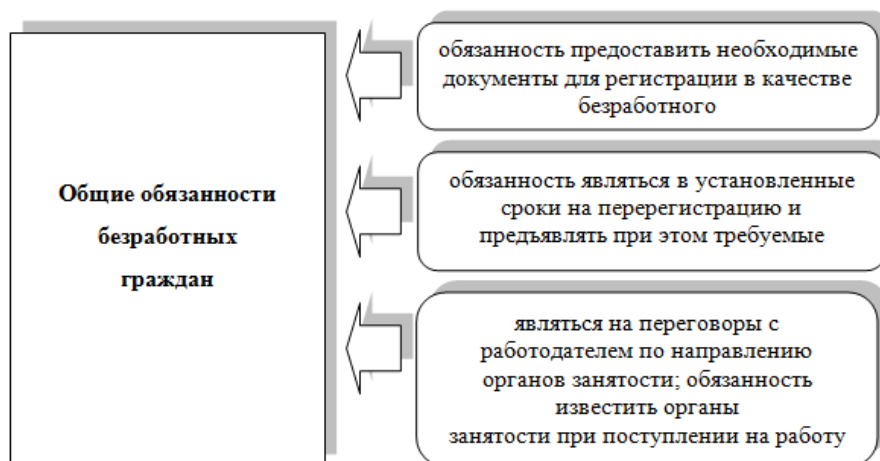 Общие обязанности
безработных
граждан
обязанность предоставить необходимые
документы для регистрации в качестве
безработного
обязанность являться в установленные
сроки на перерегистрацию и
предъявлять при этом требуемые
являться на переговоры с
работодателем по направлению
органов занятости; обязанность
известить органы
занятости при поступлении на работу